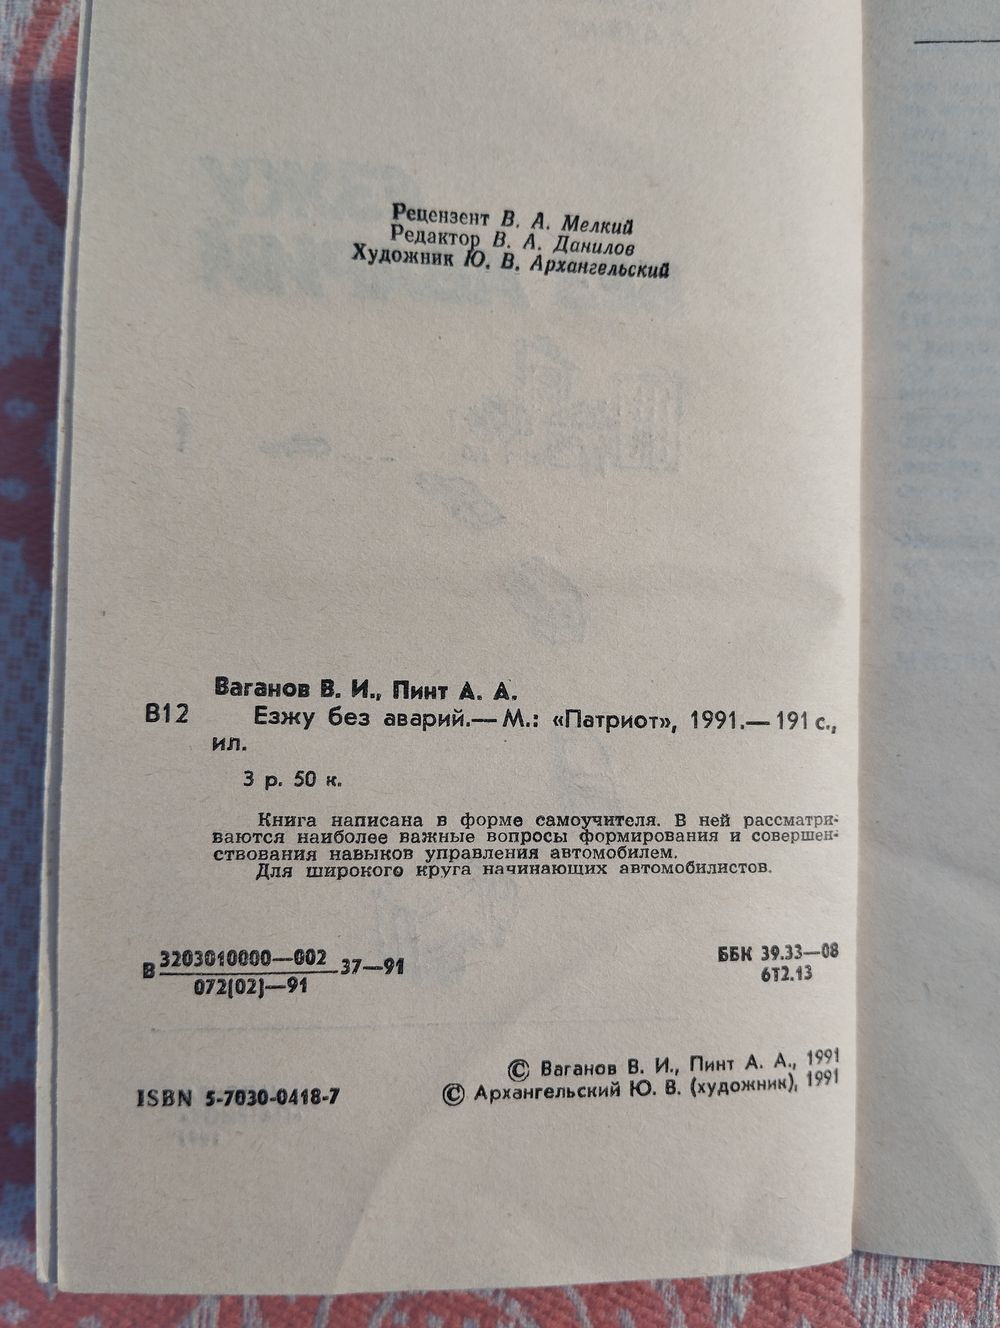 Рецензент В. А. Мелкий
Редактор В. А. Данилов
Художник Ю. В. Архангельский
Ваганов В. И., Пинт А. А.
В12 Езжу без аварий.— М.: «Патриот», 1991.— 191 с.,
ил.
3 р. 50 к.
Книга написана в форме самоучителя. В ней рассматри-
ваются наиболее важные вопросы формирования и совершен-
ствования навыков управления автомобилем.
Для широкого круга начинающих автомобилистов.
В 3203010000—002 37—91
072(02)—91
ББК 39.33—08
6Т2.13
© Ваганов В. И., Пинт А. А., 1991
ISBN 5-7030-0418-7 © Архангельский Ю. В. (художник), 1991